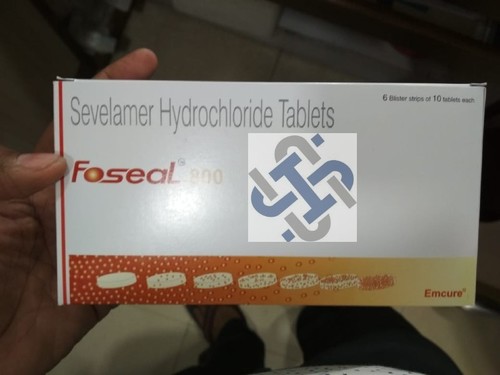 6 Blister strips of 10 tablets each
Sevelamer Hydrochloride Tablets
Foseal 800
Emcure®